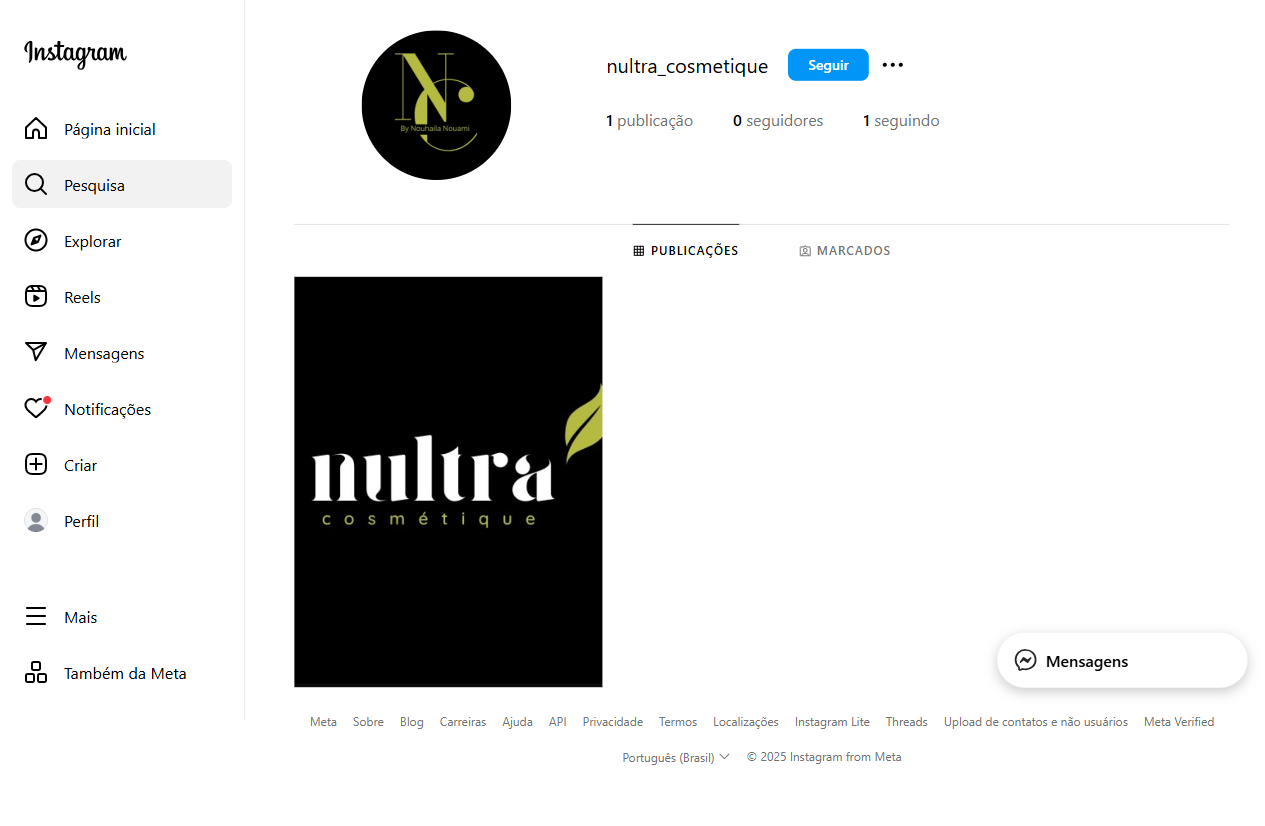 Instagram
Página inicial
Pesquisa
Explorar
Reels
Mensagens
Notificações
Criar
Perfil
Mais
Também da Meta
NC
By Nouhaila Nouami
nultra_cosmetique
Seguir
1 publicação 0 seguidores 1 seguindo
PUBLICAÇÕES MARCADOS
nultra
cosmétique
Mensagens
Meta Sobre Blog Carreiras Ajuda API Privacidade Termos Localizações Instagram Lite Threads Upload de contatos e não usuários Meta Verified
Português (Brasil) © 2025 Instagram from Meta